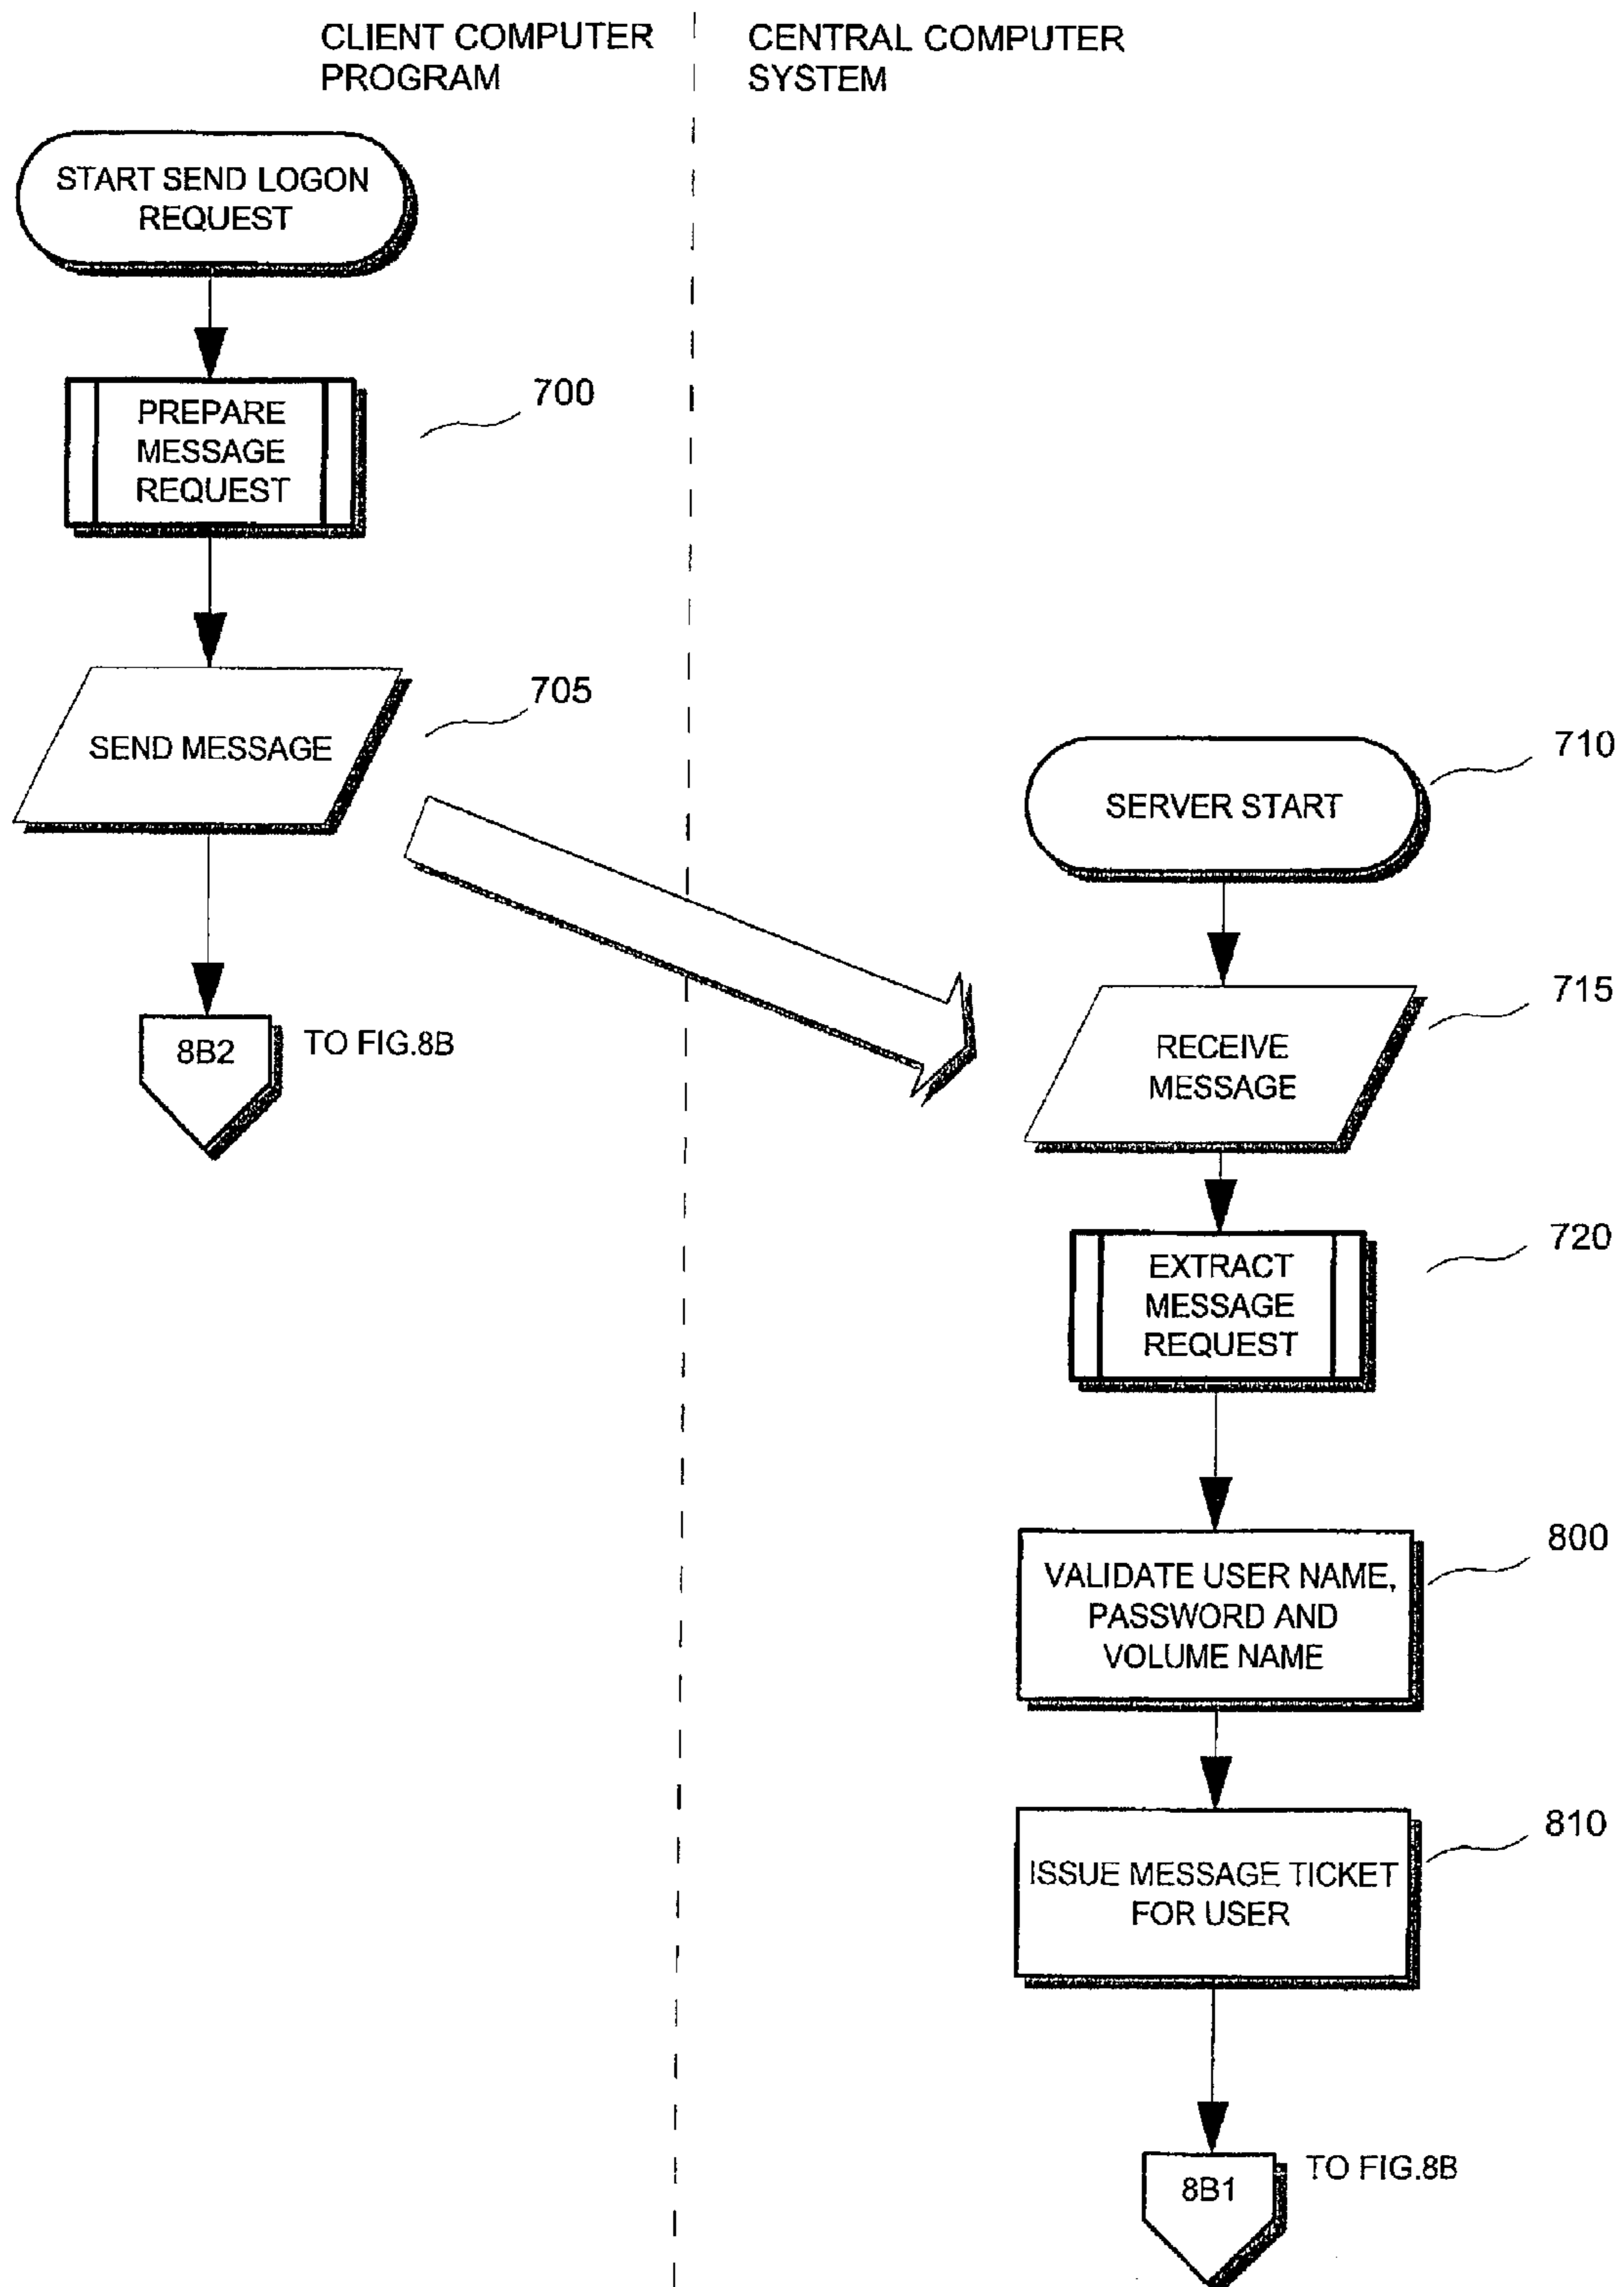 CLIENT COMPUTER
PROGRAM
CENTRAL COMPUTER
SYSTEM
START SEND LOGON
REQUEST
PREPARE
MESSAGE
REQUEST
700
SEND MESSAGE
705
8B2
TO FIG.8B
SERVER START
710
RECEIVE
MESSAGE
715
EXTRACT
MESSAGE
REQUEST
720
VALIDATE USER NAME,
PASSWORD AND
VOLUME NAME
800
ISSUE MESSAGE TICKET
FOR USER
810
8B1
TO FIG.8B